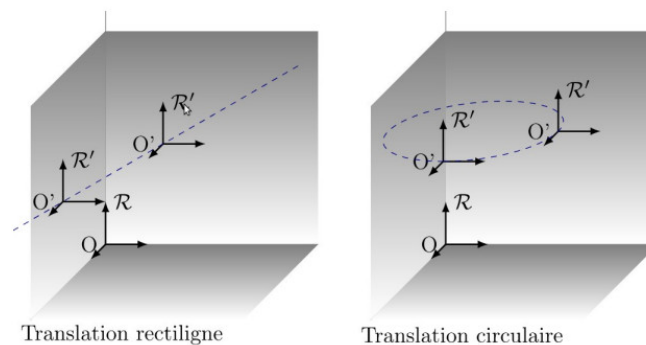 R'
R'
O'
R'
R'
O'
O'
O'
R
R
O
O
Translation rectiligne
Translation circulaire